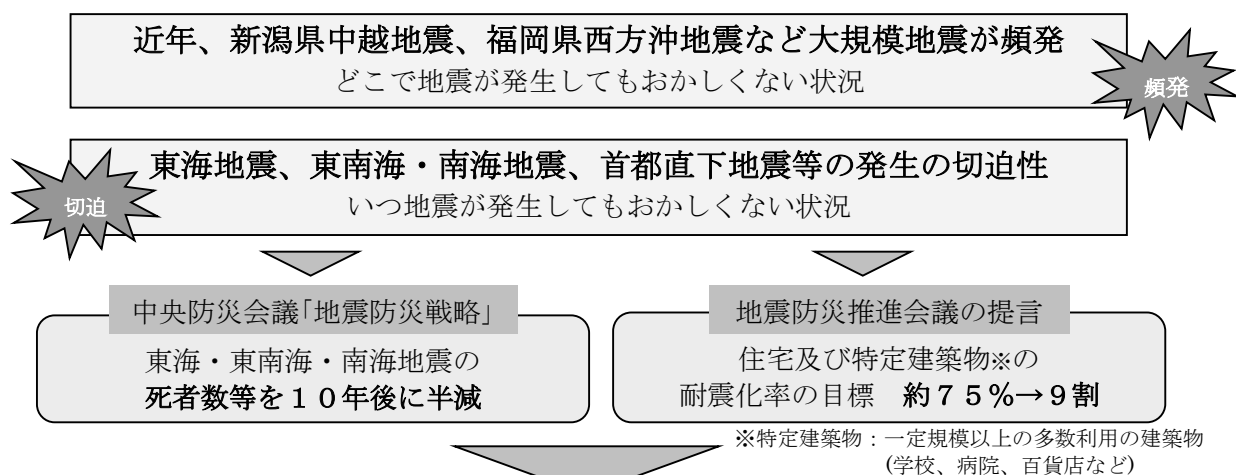 近年、新潟県中越地震、福岡県西方沖地震など大規模地震が頻発
どこで地震が発生してもおかしくない状況
頻発
東海地震、東南海・南海地震、首都直下地震等の発生の切迫性
いつ地震が発生してもおかしくない状況
切迫
中央防災会議「地震防災戦略」
東海・東南海・南海地震の
死者数等を１０年後に半減
地震防災推進会議の提言
住宅及び特定建築物※の
耐震化率の目標　約７５％→９割
※特定建築物：一定規模以上の多数利用の建築物
(学校、病院、百貨店など)